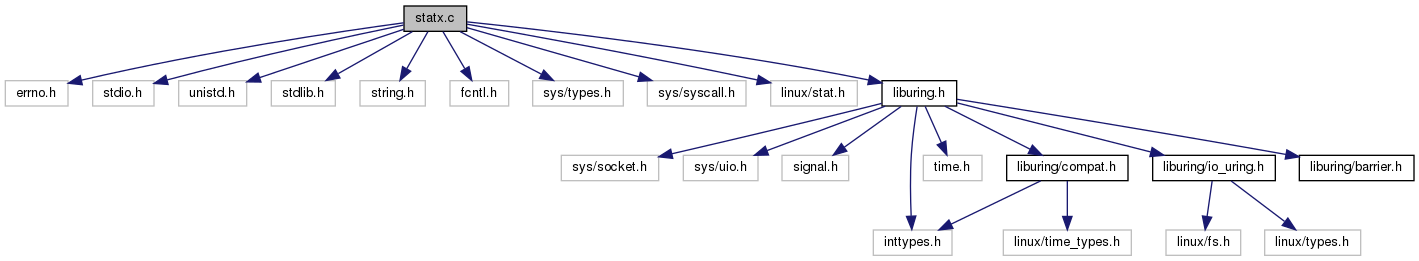 statx.c
errno.h
stdio.h
unistd.h
stdlib.h
string.h
fcntl.h
sys/types.h
sys/syscall.h
linux/stat.h
liburing.h
sys/socket.h
sys/uio.h
signal.h
time.h
liburing/compat.h
liburing/io_uring.h
liburing/barrier.h
inttypes.h
linux/time_types.h
linux/fs.h
linux/types.h